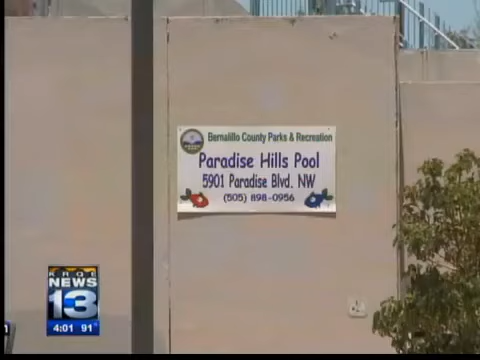 Bernalillo County Parks & Recreation
Paradise Hills Pool
5901 Paradise Blvd. NW
(505) 898-0956
KRQE
NEWS
13
4:01 91°